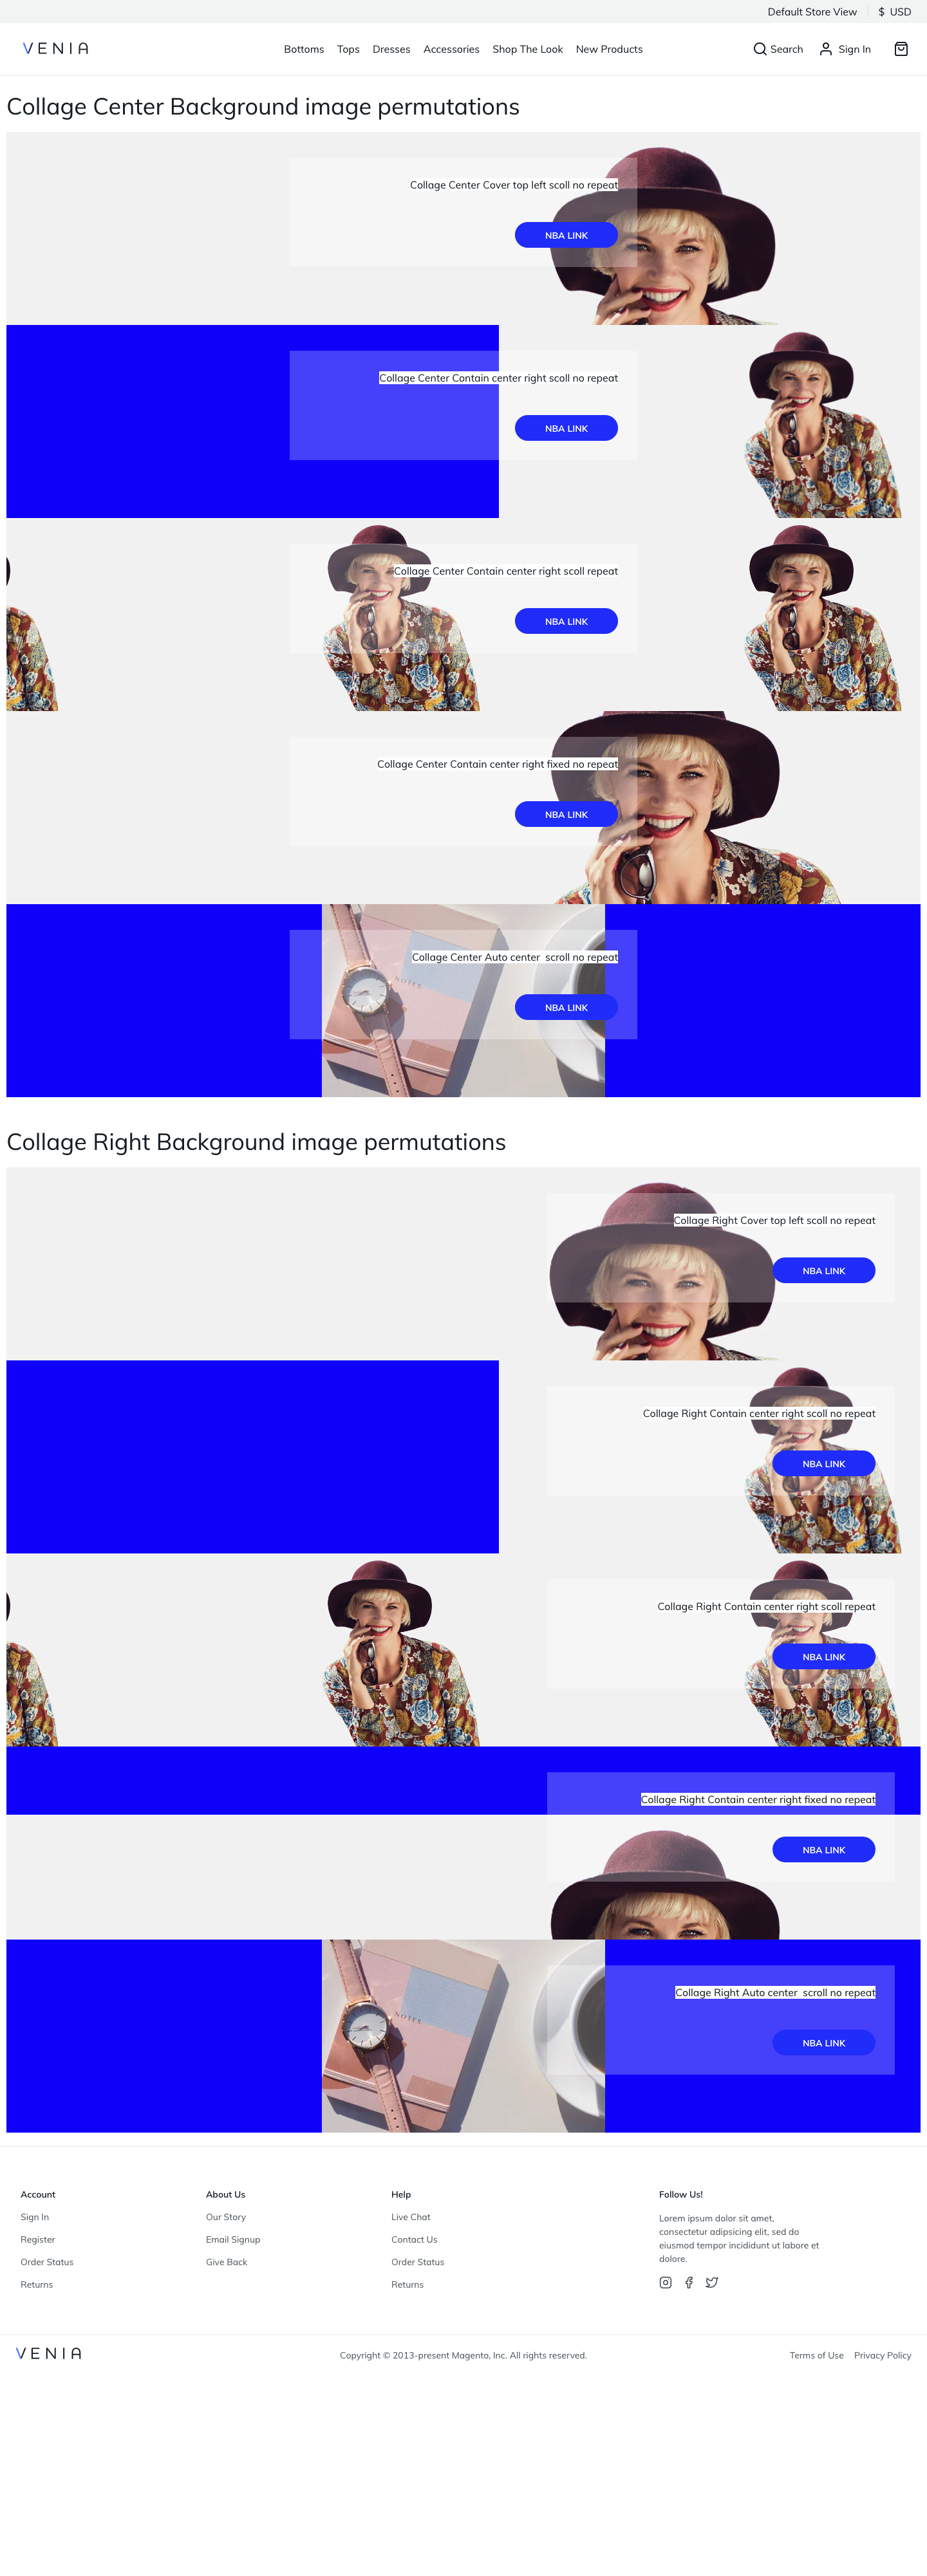 Default Store View
$ USD
VENIA
Bottoms Tops Dresses Accessories Shop The Look New Products
Search
Sign In
Collage Center Background image permutations
Collage Center Cover top left scoll no repeat
NBA LINK
Collage Center Contain center right scoll no repeat
NBA LINK
Collage Center Contain center right scoll repeat
NBA LINK
Collage Center Contain center right fixed no repeat
NBA LINK
NOTES
Collage Center Auto center  scroll no repeat
NBA LINK
Collage Right Background image permutations
Collage Right Cover top left scoll no repeat
NBA LINK
Collage Right Contain center right scoll no repeat
NBA LINK
Collage Right Contain center right scoll repeat
NBA LINK
Collage Right Contain center right fixed no repeat
NBA LINK
NOTES
Collage Right Auto center  scroll no repeat
NBA LINK
Account
Sign In
Register
Order Status
Returns
About Us
Our Story
Email Signup
Give Back
Help
Live Chat
Contact Us
Order Status
Returns
Follow Us!
Lorem ipsum dolor sit amet,
consectetur adipsicing elit, sed do
eiusmod tempor incididunt ut labore et
dolore.
VENIA
Copyright © 2013-present Magento, Inc. All rights reserved.
Terms of Use
Privacy Policy